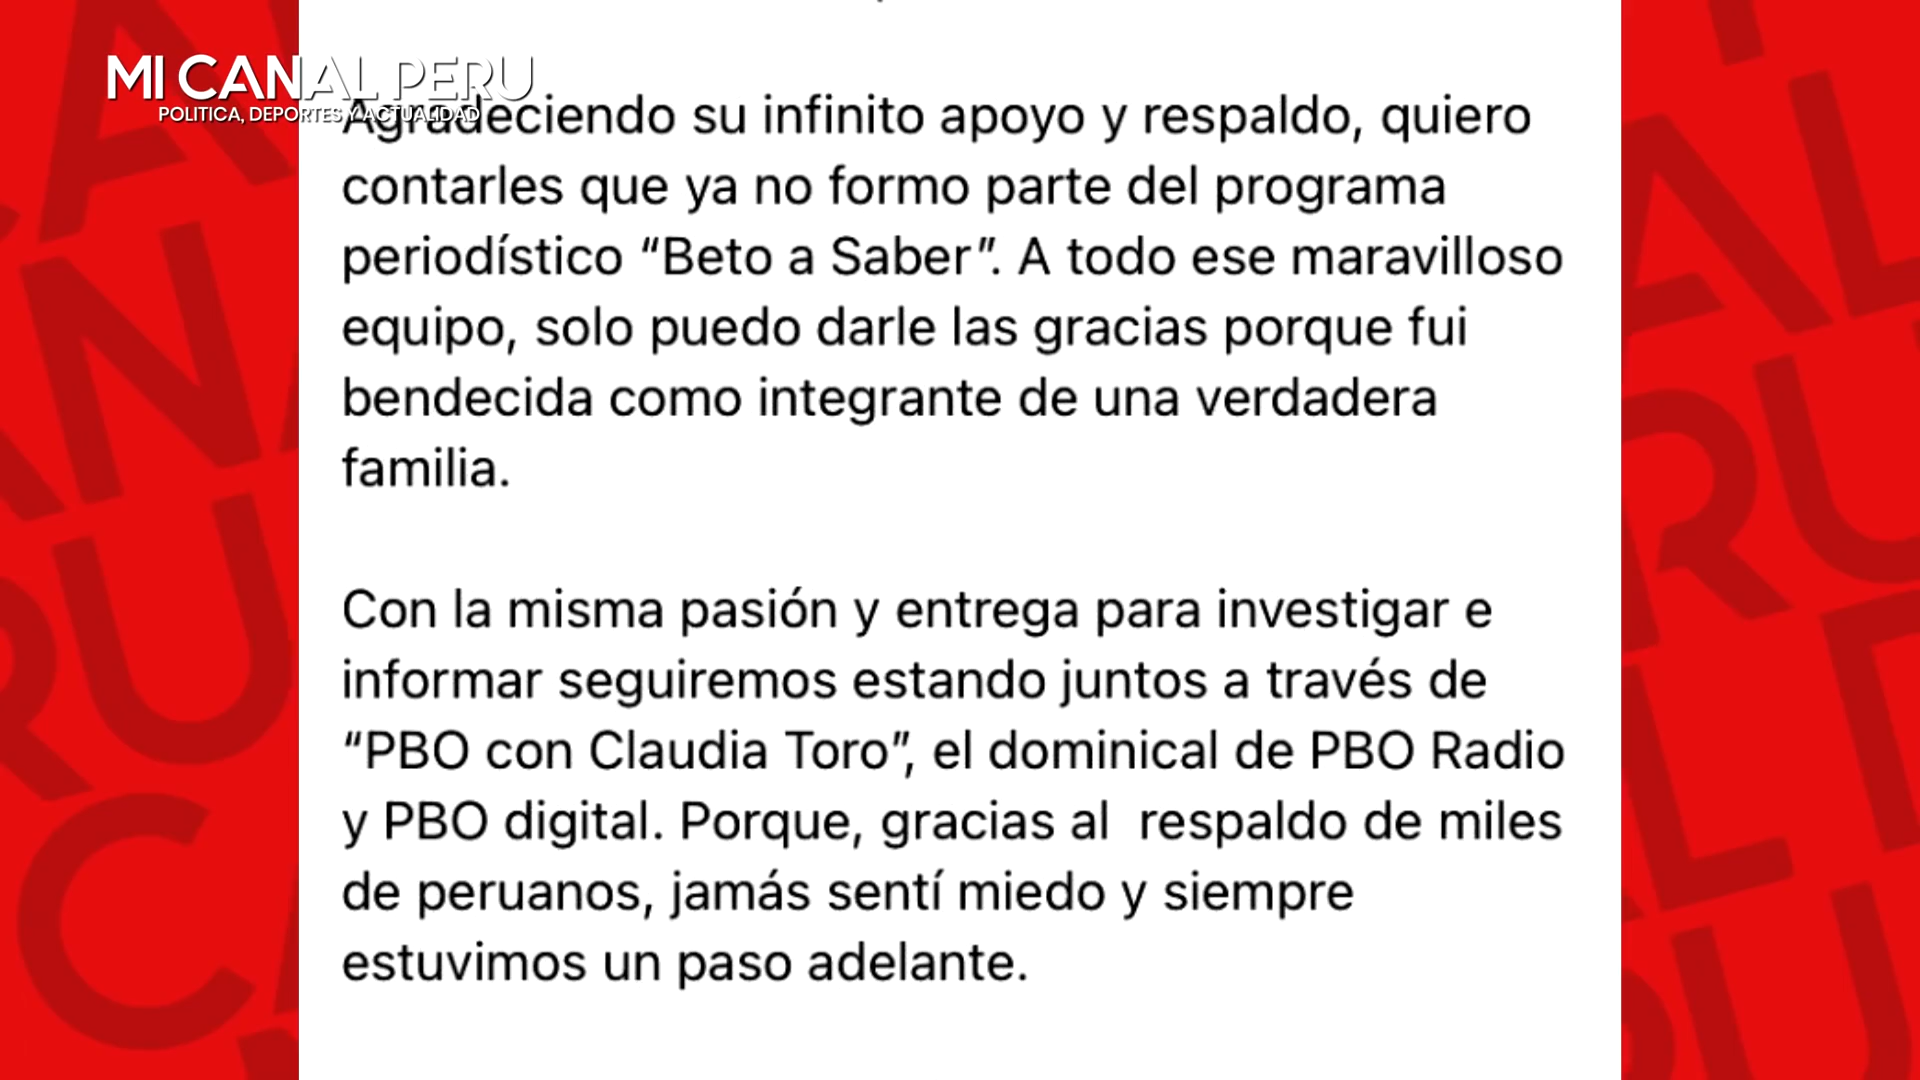 MI CANAL PERU
POLITICA, DEPORTES Y ACTUALIDAD
Agradeciendo su infinito apoyo y respaldo, quiero
contarles que ya no formo parte del programa
periodístico “Beto a Saber”. A todo ese maravilloso
equipo, solo puedo darle las gracias porque fui
bendecida como integrante de una verdadera
familia.
Con la misma pasión y entrega para investigar e
informar seguiremos estando juntos a través de
“PBO con Claudia Toro”, el dominical de PBO Radio
y PBO digital. Porque, gracias al  respaldo de miles
de peruanos, jamás sentí miedo y siempre
estuvimos un paso adelante.